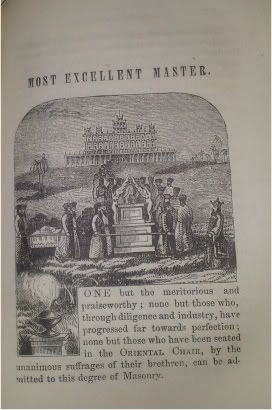 MOST EXCELLENT MASTER.
ONE but the meritorious and
praiseworthy; none but those who,
through diligence and industry, have
progressed far towards perfection;
none but those who have been seated
in the ORIENTAL CHAIR, by the
unanimous suffrages of their brethren, can be ad-
mitted to this degree of Masonry.